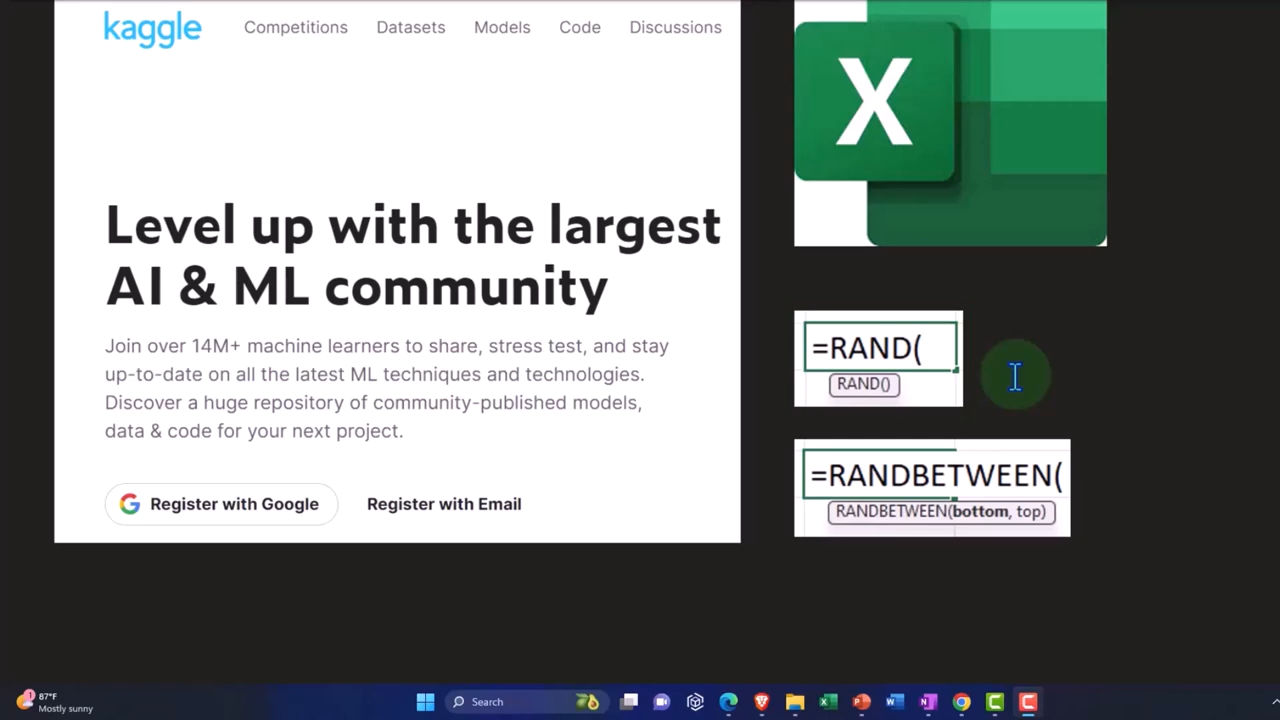 kaggle
Competitions
Datasets
Models
Code
Discussions
Level up with the largest
AI & ML community
Join over 14M+ machine learners to share, stress test, and stay
up-to-date on all the latest ML techniques and technologies.
Discover a huge repository of community-published models,
data & code for your next project.
Register with Google
Register with Email
X
=RAND(
RAND()
=RANDBETWEEN(
RANDBETWEEN(bottom, top)
1
87°F
Mostly sunny
Search